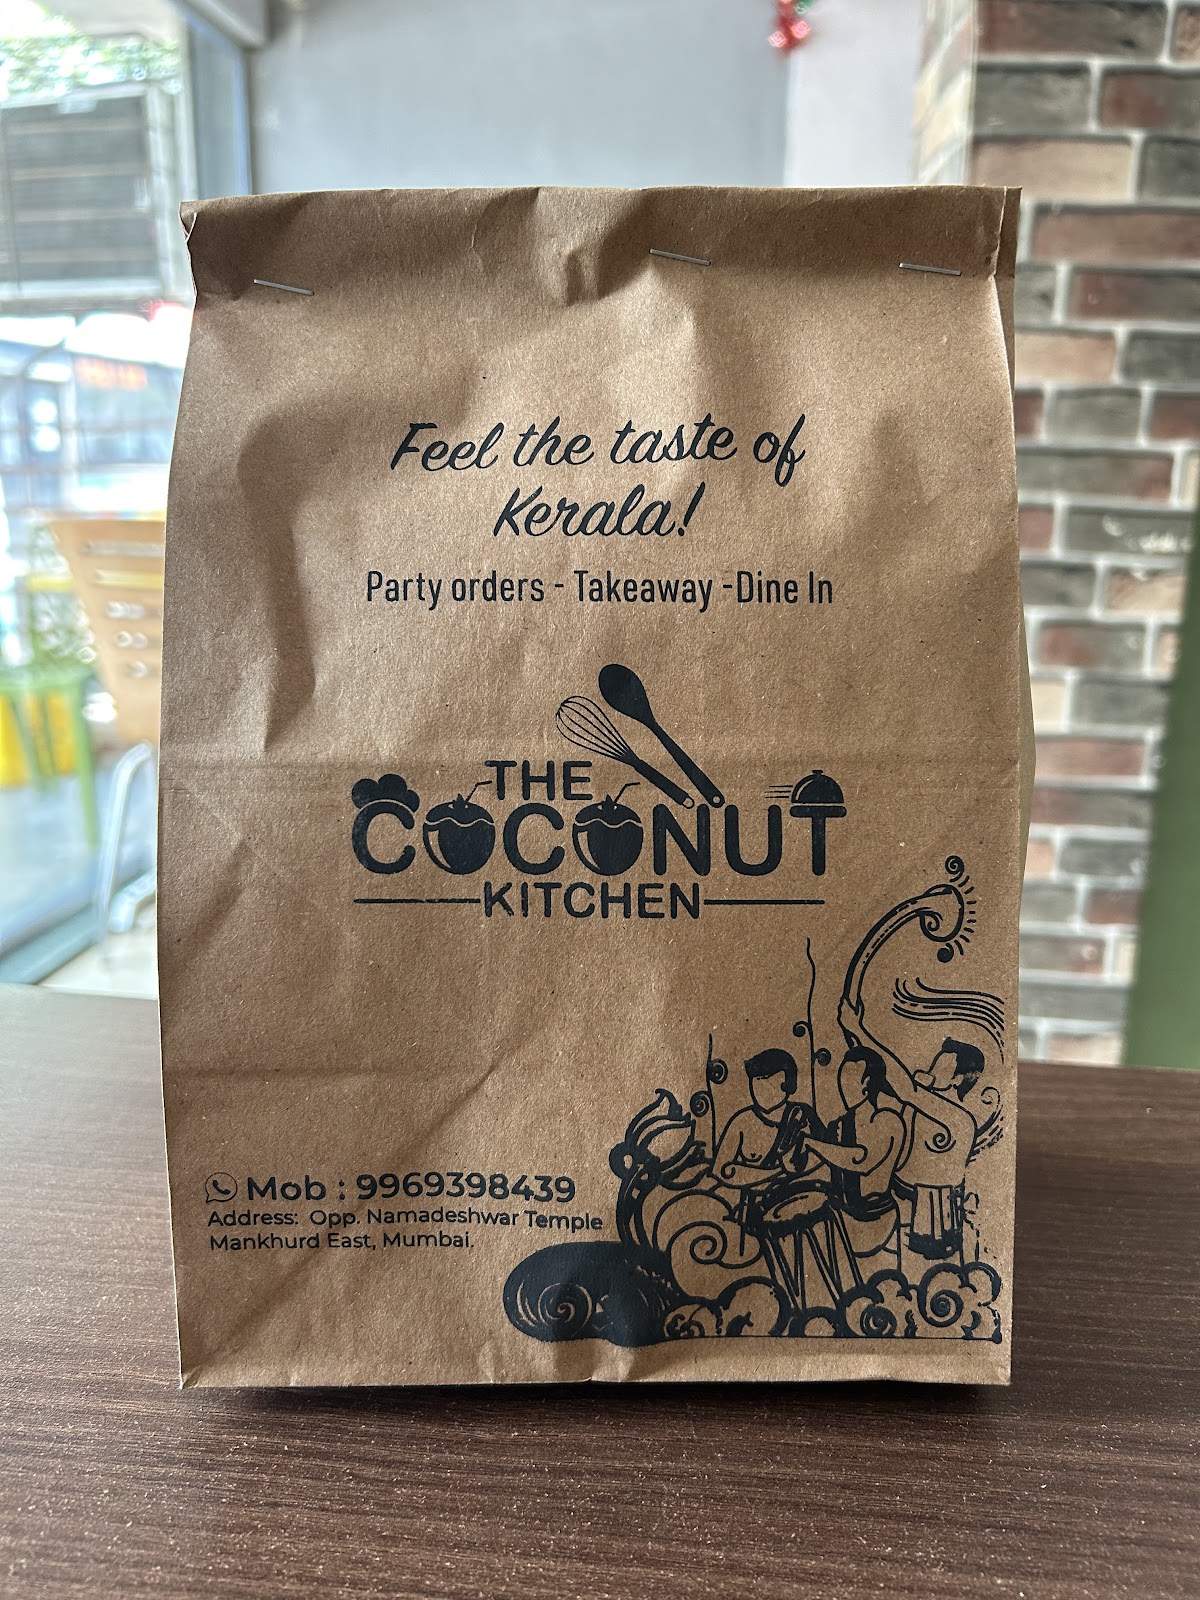 Feel the taste of
Kerala!
Party orders - Takeaway -Dine In
THE
COCONUT
KITCHEN
Mob : 9969398439
Address: Opp. Namadeshwar Temple
Mankhurd East, Mumbai.